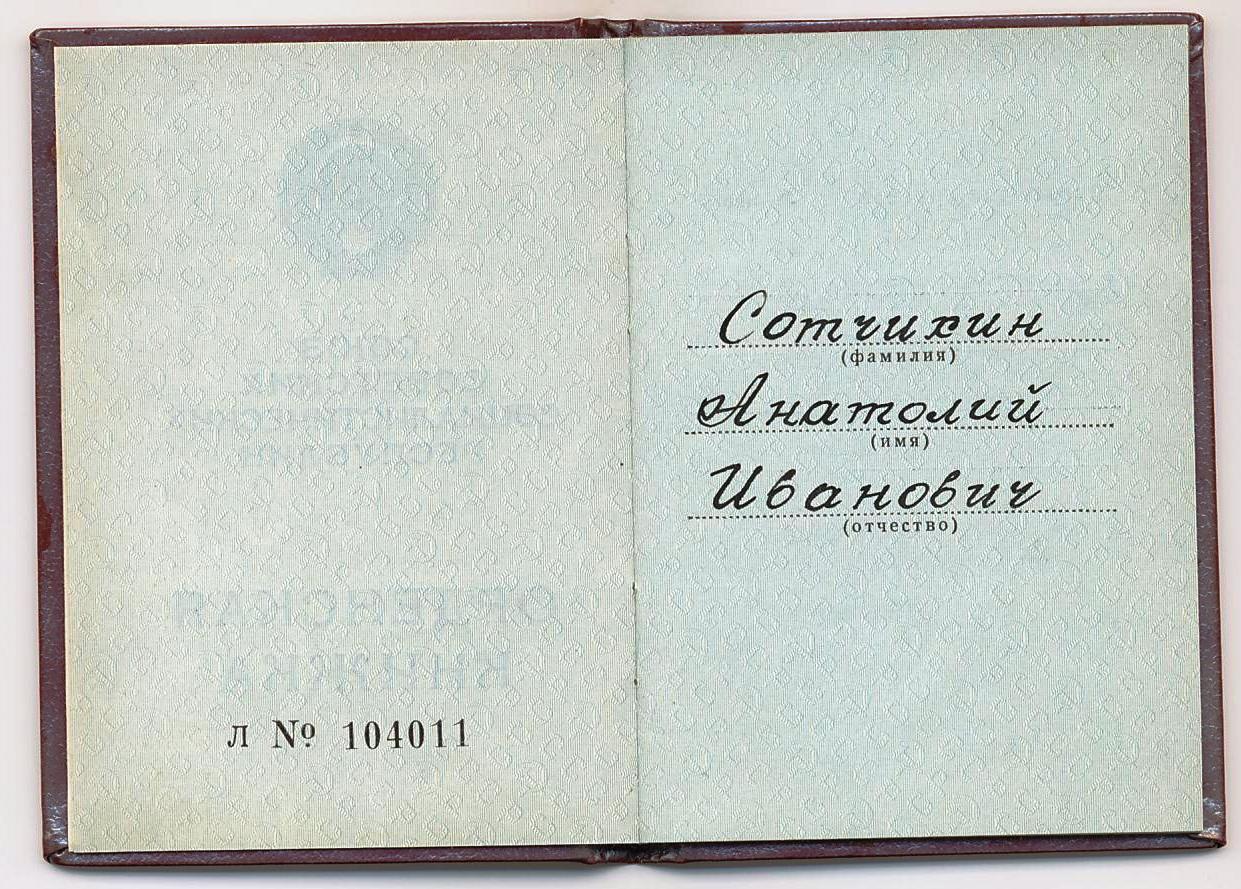 л № 104011
Сотчихин
(фамилия)
Анатолий
(имя)
Иванович
(отчество)